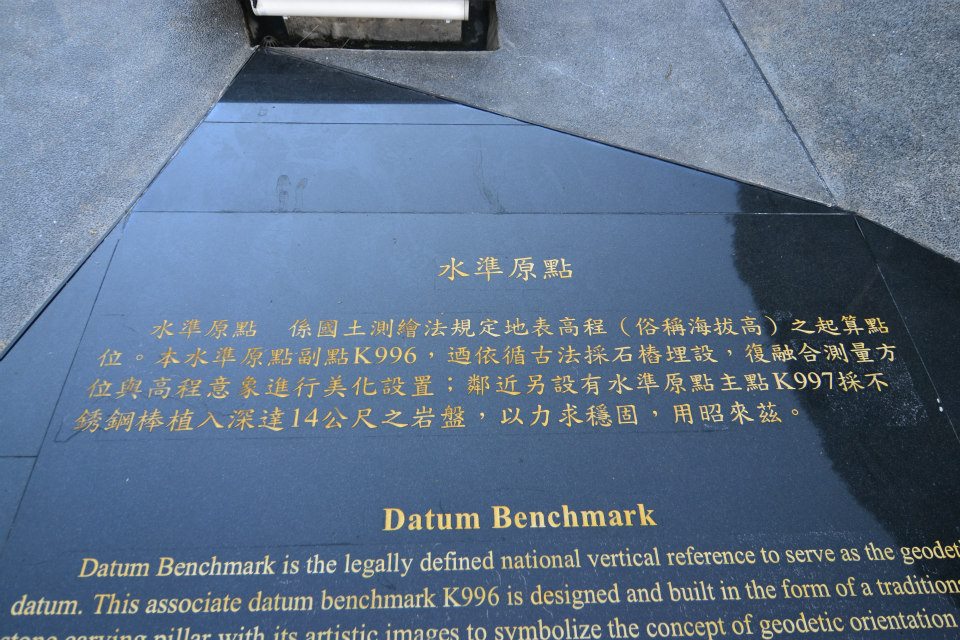 水準原點
水準原點　係國土測繪法規定地表高程（俗稱海拔高）之起算點
位。本水準原點副點K996，迺依循古法採石樁埋設，復融合測量方
位與高程意象進行美化設置；鄰近另設有水準原點主點K997採不
銹鋼棒植入深達14公尺之岩盤，以力求穩固，用昭來茲。
Datum Benchmark
Datum Benchmark is the legally defined national vertical reference to serve as the geodeti
datum. This associate datum benchmark K996 is designed and built in the form of a traditiona
stone carving pillar with its artistic images to symbolize the concept of geodetic orientation